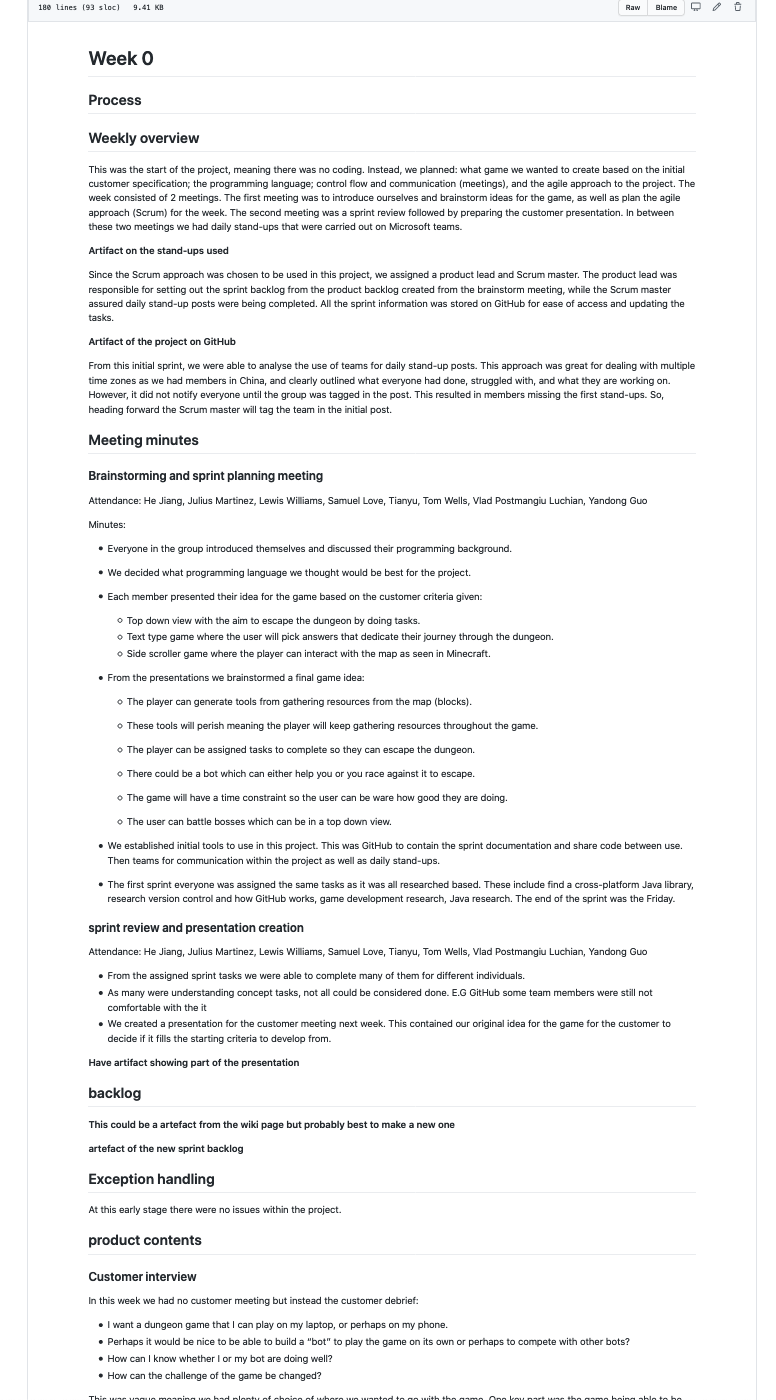 180 lines (93 sloc) 9.41 KB
Raw Blame
Week 0
Process
Weekly overview
This was the start of the project, meaning there was no coding. Instead, we planned: what game we wanted to create based on the initial
customer specification; the programming language; control flow and communication (meetings), and the agile approach to the project. The
week consisted of 2 meetings. The first meeting was to introduce ourselves and brainstorm ideas for the game, as well as plan the agile
approach (Scrum) for the week. The second meeting was a sprint review followed by preparing the customer presentation. In between
these two meetings we had daily stand-ups that were carried out on Microsoft teams.
Artifact on the stand-ups used
Since the Scrum approach was chosen to be used in this project, we assigned a product lead and Scrum master. The product lead was
responsible for setting out the sprint backlog from the product backlog created from the brainstorm meeting, while the Scrum master
assured daily stand-up posts were being completed. All the sprint information was stored on GitHub for ease of access and updating the
tasks.
Artifact of the project on GitHub
From this initial sprint, we were able to analyse the use of teams for daily stand-up posts. This approach was great for dealing with multiple
time zones as we had members in China, and clearly outlined what everyone had done, struggled with, and what they are working on.
However, it did not notify everyone until the group was tagged in the post. This resulted in members missing the first stand-ups. So,
heading forward the Scrum master will tag the team in the initial post.
Meeting minutes
Brainstorming and sprint planning meeting
Attendance: He Jiang, Julius Martinez, Lewis Williams, Samuel Love, Tianyu, Tom Wells, Vlad Postmangiu Luchian, Yandong Guo
Minutes:
• Everyone in the group introduced themselves and discussed their programming background.
• We decided what programming language we thought would be best for the project.
• Each member presented their idea for the game based on the customer criteria given:
◦ Top down view with the aim to escape the dungeon by doing tasks.
◦ Text type game where the user will pick answers that dedicate their journey through the dungeon.
◦ Side scroller game where the player can interact with the map as seen in Minecraft.
• From the presentations we brainstormed a final game idea:
◦ The player can generate tools from gathering resources from the map (blocks).
◦ These tools will perish meaning the player will keep gathering resources throughout the game.
◦ The player can be assigned tasks to complete so they can escape the dungeon.
◦ There could be a bot which can either help you or you race against it to escape.
◦ The game will have a time constraint so the user can be ware how good they are doing.
◦ The user can battle bosses which can be in a top down view.
• We established initial tools to use in this project. This was GitHub to contain the sprint documentation and share code between use.
Then teams for communication within the project as well as daily stand-ups.
• The first sprint everyone was assigned the same tasks as it was all researched based. These include find a cross-platform Java library,
research version control and how GitHub works, game development research, Java research. The end of the sprint was the Friday.
sprint review and presentation creation
Attendance: He Jiang, Julius Martinez, Lewis Williams, Samuel Love, Tianyu, Tom Wells, Vlad Postmangiu Luchian, Yandong Guo
• From the assigned sprint tasks we were able to complete many of them for different individuals.
• As many were understanding concept tasks, not all could be considered done. E.G GitHub some team members were still not
comfortable with the it
• We created a presentation for the customer meeting next week. This contained our original idea for the game for the customer to
decide if it fills the starting criteria to develop from.
Have artifact showing part of the presentation
backlog
This could be a artefact from the wiki page but probably best to make a new one
artefact of the new sprint backlog
Exception handling
At this early stage there were no issues within the project.
product contents
Customer interview
In this week we had no customer meeting but instead the customer debrief:
• I want a dungeon game that I can play on my laptop, or perhaps on my phone.
• Perhaps it would be nice to be able to build a “bot” to play the game on its own or perhaps to compete with other bots?
• How can I know whether I or my bot are doing well?
• How can the challenge of the game be changed?
This was vague meaning we had plenty of choice of where we wanted to go with the game. One key part was the game being able to be